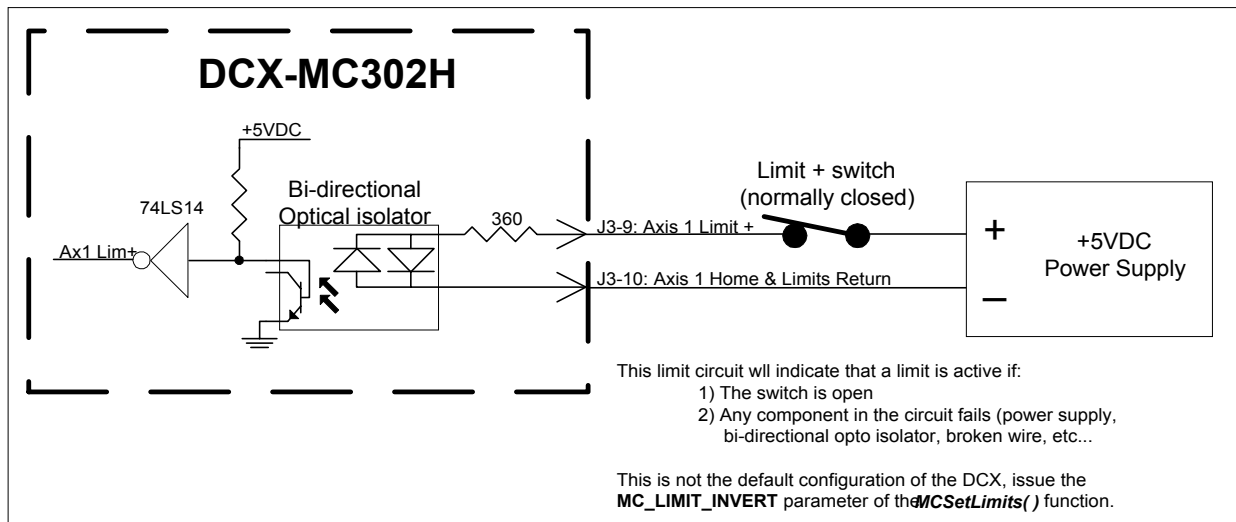 DCX-MC302H
+5VDC
74LS14
Bi-directional
Optical isolator
360
Ax1 Lim+
Limit + switch
(normally closed)
J3-9: Axis 1 Limit +
J3-10: Axis 1 Home & Limits Return
+
–
+5VDC
Power Supply
This limit circuit wll indicate that a limit is active if:
1) The switch is open
2) Any component in the circuit fails (power supply,
bi-directional opto isolator, broken wire, etc...
This is not the default configuration of the DCX, issue the
MC_LIMIT_INVERT parameter of theMCSetLimits( ) function.